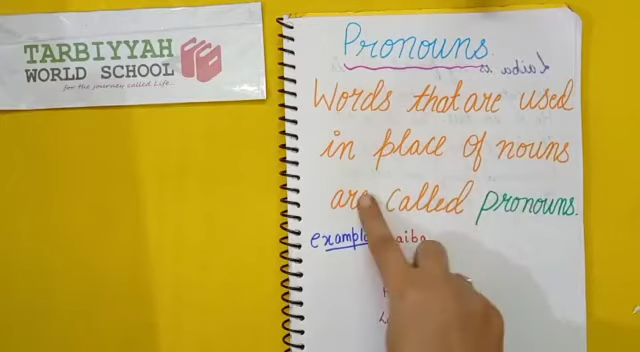 TARBIYYAH
WORLD SCHOOL
for the journey called Life...
Pronouns
Words that are used
in place of nouns
are called pronouns.
example